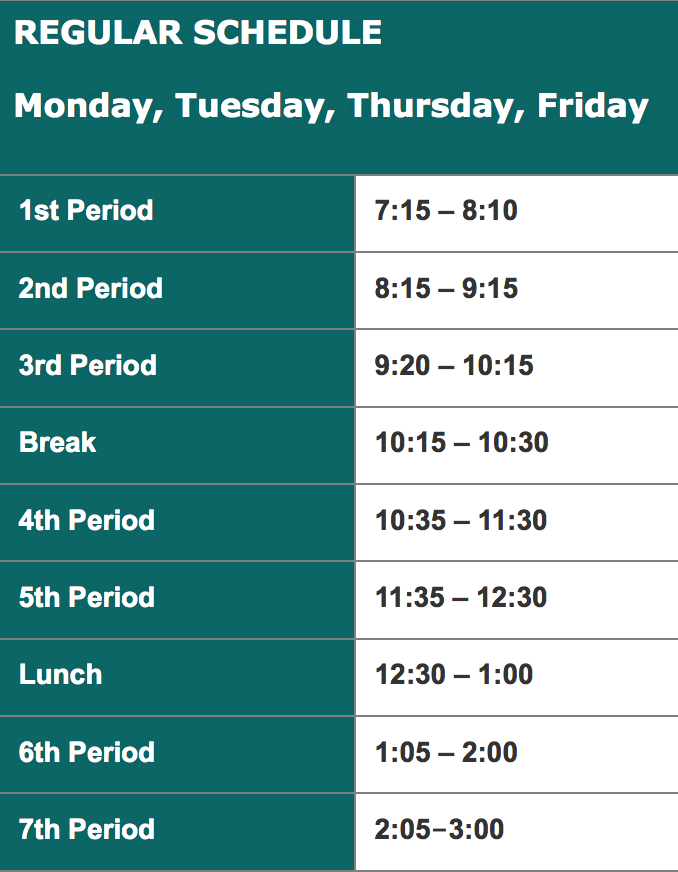 REGULAR SCHEDULE
Monday, Tuesday, Thursday, Friday
1st Period 7:15 – 8:10
2nd Period 8:15 – 9:15
3rd Period 9:20 – 10:15
Break 10:15 – 10:30
4th Period 10:35 – 11:30
5th Period 11:35 – 12:30
Lunch 12:30 – 1:00
6th Period 1:05 – 2:00
7th Period 2:05–3:00